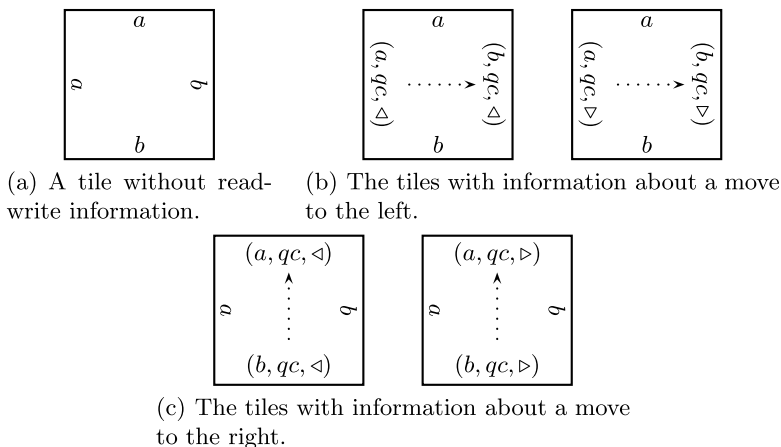 a
a b
b
a
(a, qc, ◁) (b, qc, ◁)
b
a
(a, qc, ▷) (b, qc, ▷)
b
(a) A tile without read-
write information.
(b) The tiles with information about a move
to the left.
(a, qc, ◁)
a b
(b, qc, ◁)
(a, qc, ▷)
a b
(b, qc, ▷)
(c) The tiles with information about a move
to the right.